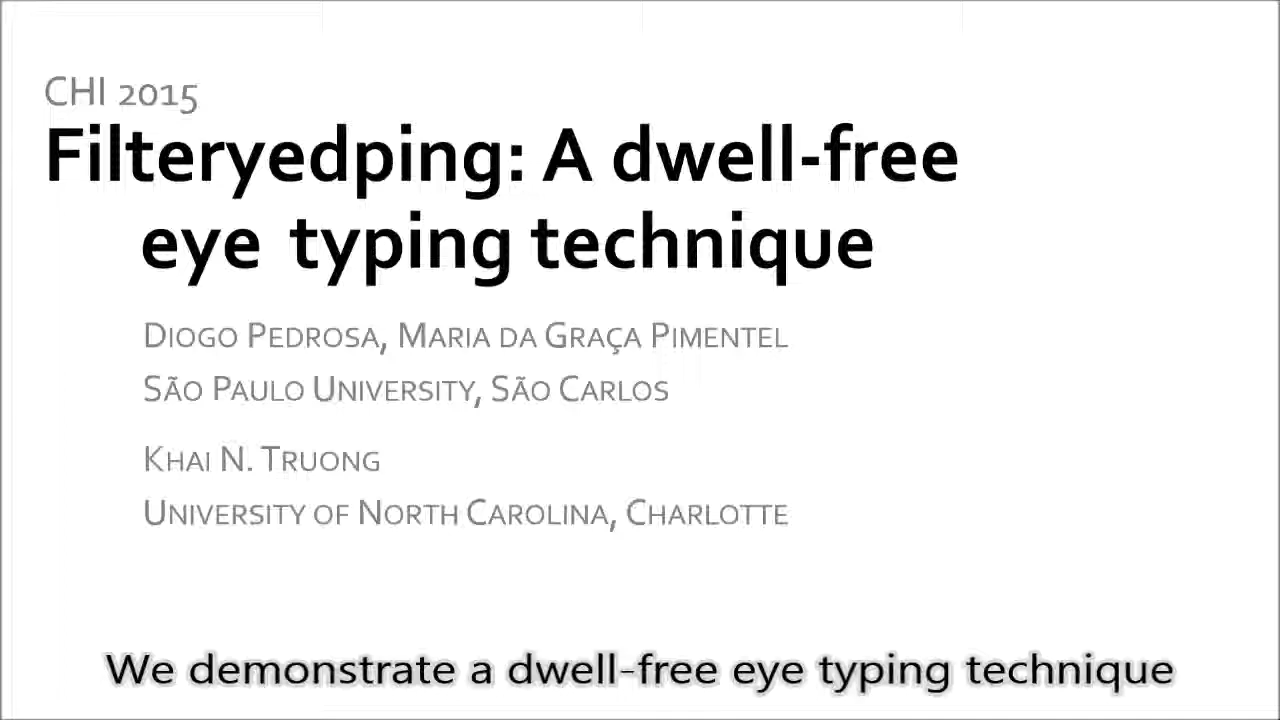 CHI 2015
Filteryedping: A dwell-free
eye typing technique
Diogo Pedrosa, Maria da Graça Pimentel
São Paulo University, São Carlos
Khai N. Truong
University of North Carolina, Charlotte
We demonstrate a dwell-free eye typing technique